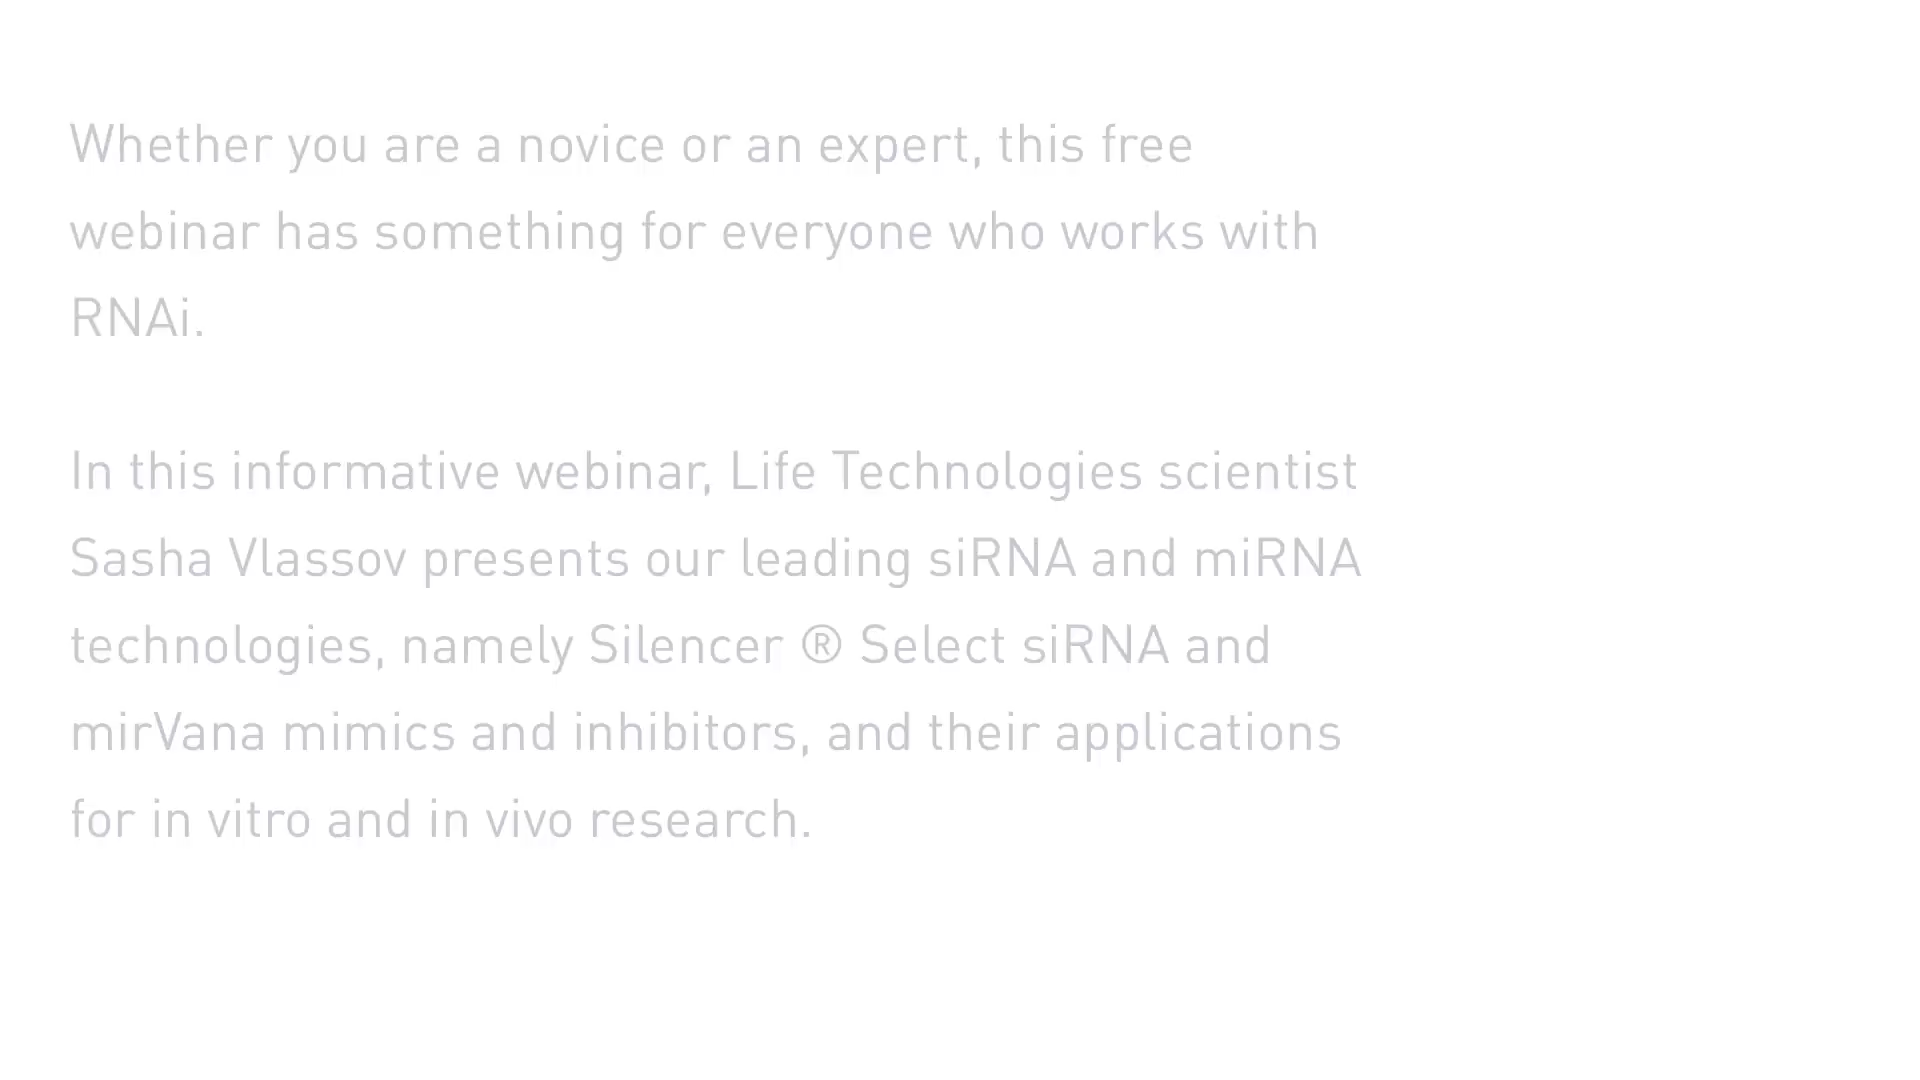 Whether you are a novice or an expert, this free
webinar has something for everyone who works with
RNAi.
In this informative webinar, Life Technologies scientist
Sasha Vlassov presents our leading siRNA and miRNA
technologies, namely Silencer ® Select siRNA and
mirVana mimics and inhibitors, and their applications
for in vitro and in vivo research.